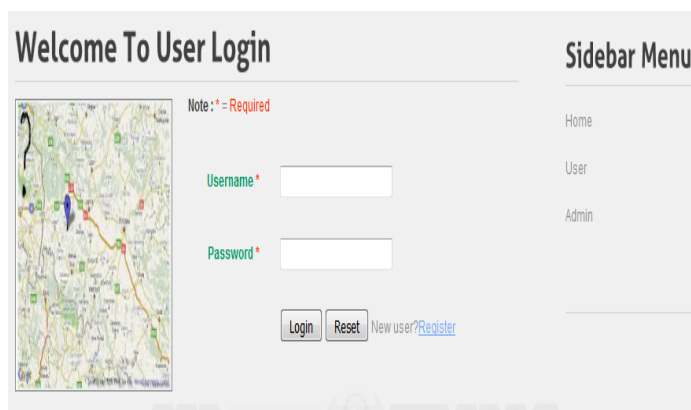 Welcome To User Login
Note : * = Required
Username *
Password *
Login Reset New user?Register
Sidebar Menu
Home
User
Admin